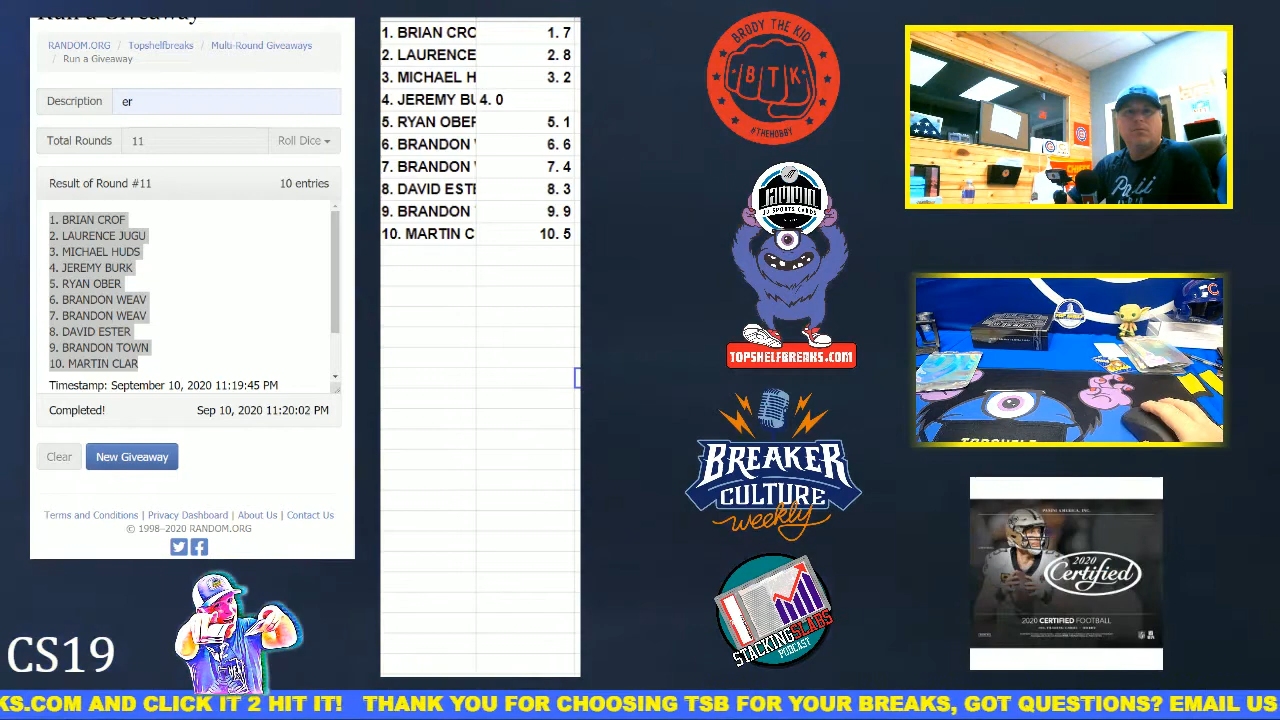 Run a Giveaway
RANDOM.ORG / Topshelfbreaks / Multi-Round Giveaways
/ Run a Giveaway
Description er
Total Rounds 11 Roll Dice
Result of Round #11 10 entries
1. BRIAN CROF
2. LAURENCE JUGU
3. MICHAEL HUDS
4. JEREMY BURK
5. RYAN OBER
6. BRANDON WEAV
7. BRANDON WEAV
8. DAVID ESTER
9. BRANDON TOWN
10. MARTIN CLAR
Timestamp: September 10, 2020 11:19:45 PM
Completed! Sep 10, 2020 11:20:02 PM
Clear New Giveaway
Terms and Conditions | Privacy Dashboard | About Us | Contact Us
© 1998–2020 RANDOM.ORG
CS19
1. BRIAN CRO 1. 7
2. LAURENCE 2. 8
3. MICHAEL H 3. 2
4. JEREMY BU 4. 0
5. RYAN OBER 5. 1
6. BRANDON 6. 6
7. BRANDON 7. 4
8. DAVID ESTE 8. 3
9. BRANDON 9. 9
10. MARTIN C 10. 5
BRODY THE KID
BTK
#THEHOBBY
JAMMIN
JJ SPORTS CARDS
TOPSHELFBREAKS.COM
BREAKER
CULTURE
weekly
STACKING SLABS
PODCAST
CHIEFS
PANINI AMERICA, INC.
2020
Certified
2020 CERTIFIED FOOTBALL
KS.COM AND CLICK IT 2 HIT IT! THANK YOU FOR CHOOSING TSB FOR YOUR BREAKS, GOT QUESTIONS? EMAIL US